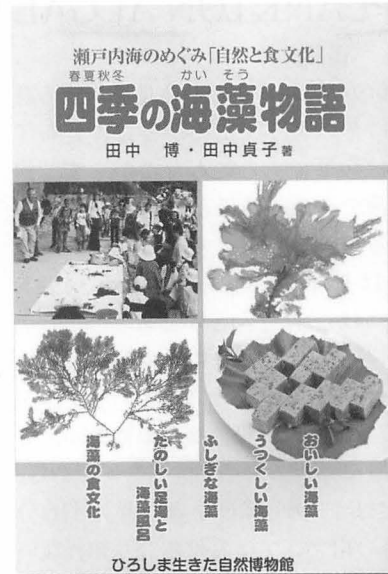 瀬戸内海のめぐみ「自然と食文化」
春夏秋冬 かい そう
四季の海藻物語
田中 博・田中貞子 著
おいしい海藻
うつくしい海藻
ふしぎな海藻
たのしい足湯と
海藻風呂
海藻の食文化
ひろしま生きた自然博物館